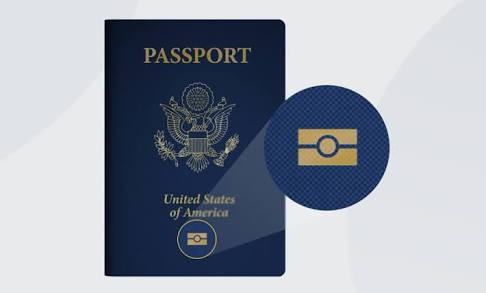 PASSPORT
United States
of America